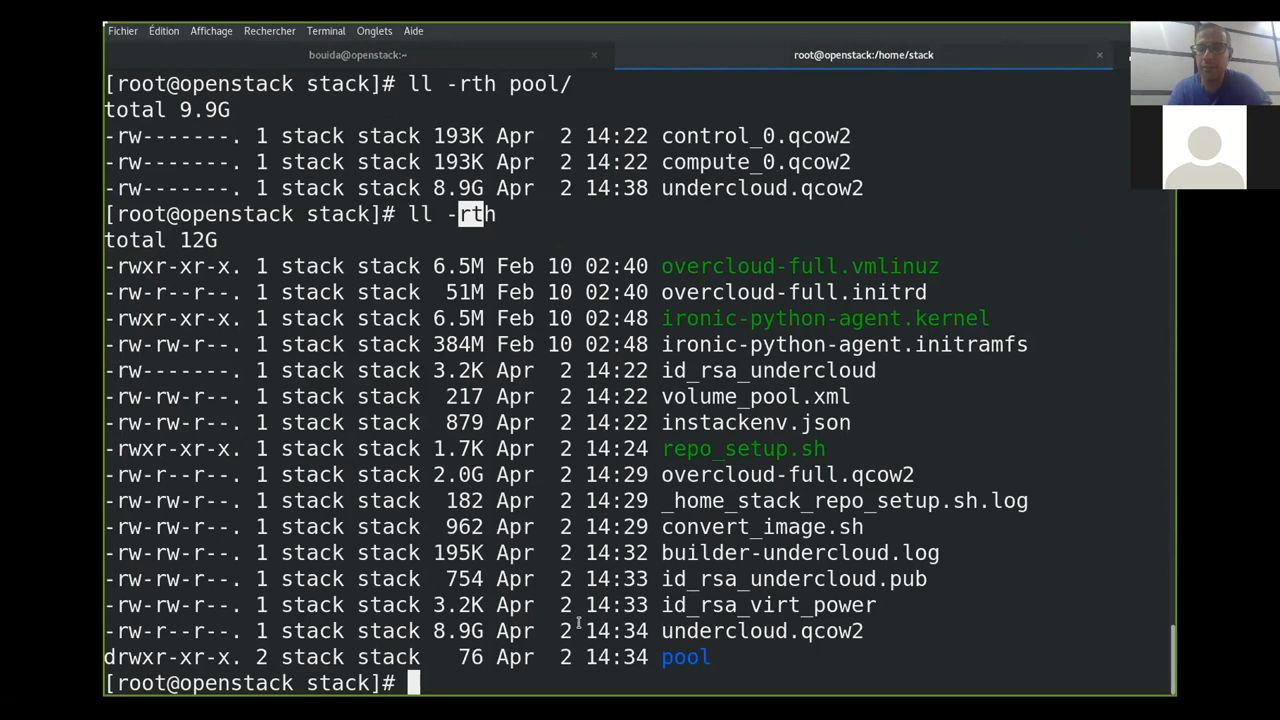 Fichier Édition Affichage Rechercher Terminal Onglets Aide
bouida@openstack:~ × root@openstack:/home/stack ×
[root@openstack stack]# ll -rth pool/
total 9.9G
-rw-------. 1 stack stack 193K Apr  2 14:22 control_0.qcow2
-rw-------. 1 stack stack 193K Apr  2 14:22 compute_0.qcow2
-rw-------. 1 stack stack 8.9G Apr  2 14:38 undercloud.qcow2
[root@openstack stack]# ll -rth
total 12G
-rwxr-xr-x. 1 stack stack 6.5M Feb 10 02:40 overcloud-full.vmlinuz
-rw-r--r--. 1 stack stack  51M Feb 10 02:40 overcloud-full.initrd
-rwxr-xr-x. 1 stack stack 6.5M Feb 10 02:48 ironic-python-agent.kernel
-rw-rw-r--. 1 stack stack 384M Feb 10 02:48 ironic-python-agent.initramfs
-rw-------. 1 stack stack 3.2K Apr  2 14:22 id_rsa_undercloud
-rw-rw-r--. 1 stack stack  217 Apr  2 14:22 volume_pool.xml
-rw-rw-r--. 1 stack stack  879 Apr  2 14:22 instackenv.json
-rwxr-xr-x. 1 stack stack 1.7K Apr  2 14:24 repo_setup.sh
-rw-rw-r--. 1 stack stack 2.0G Apr  2 14:29 overcloud-full.qcow2
-rw-rw-r--. 1 stack stack  182 Apr  2 14:29 _home_stack_repo_setup.sh.log
-rw-rw-r--. 1 stack stack  962 Apr  2 14:29 convert_image.sh
-rw-rw-r--. 1 stack stack 195K Apr  2 14:32 builder-undercloud.log
-rw-rw-r--. 1 stack stack  754 Apr  2 14:33 id_rsa_undercloud.pub
-rw-rw-r--. 1 stack stack 3.2K Apr  2 14:33 id_rsa_virt_power
-rw-r--r--. 1 stack stack 8.9G Apr  2 14:34 undercloud.qcow2
drwxr-xr-x. 2 stack stack   76 Apr  2 14:34 pool
[root@openstack stack]#